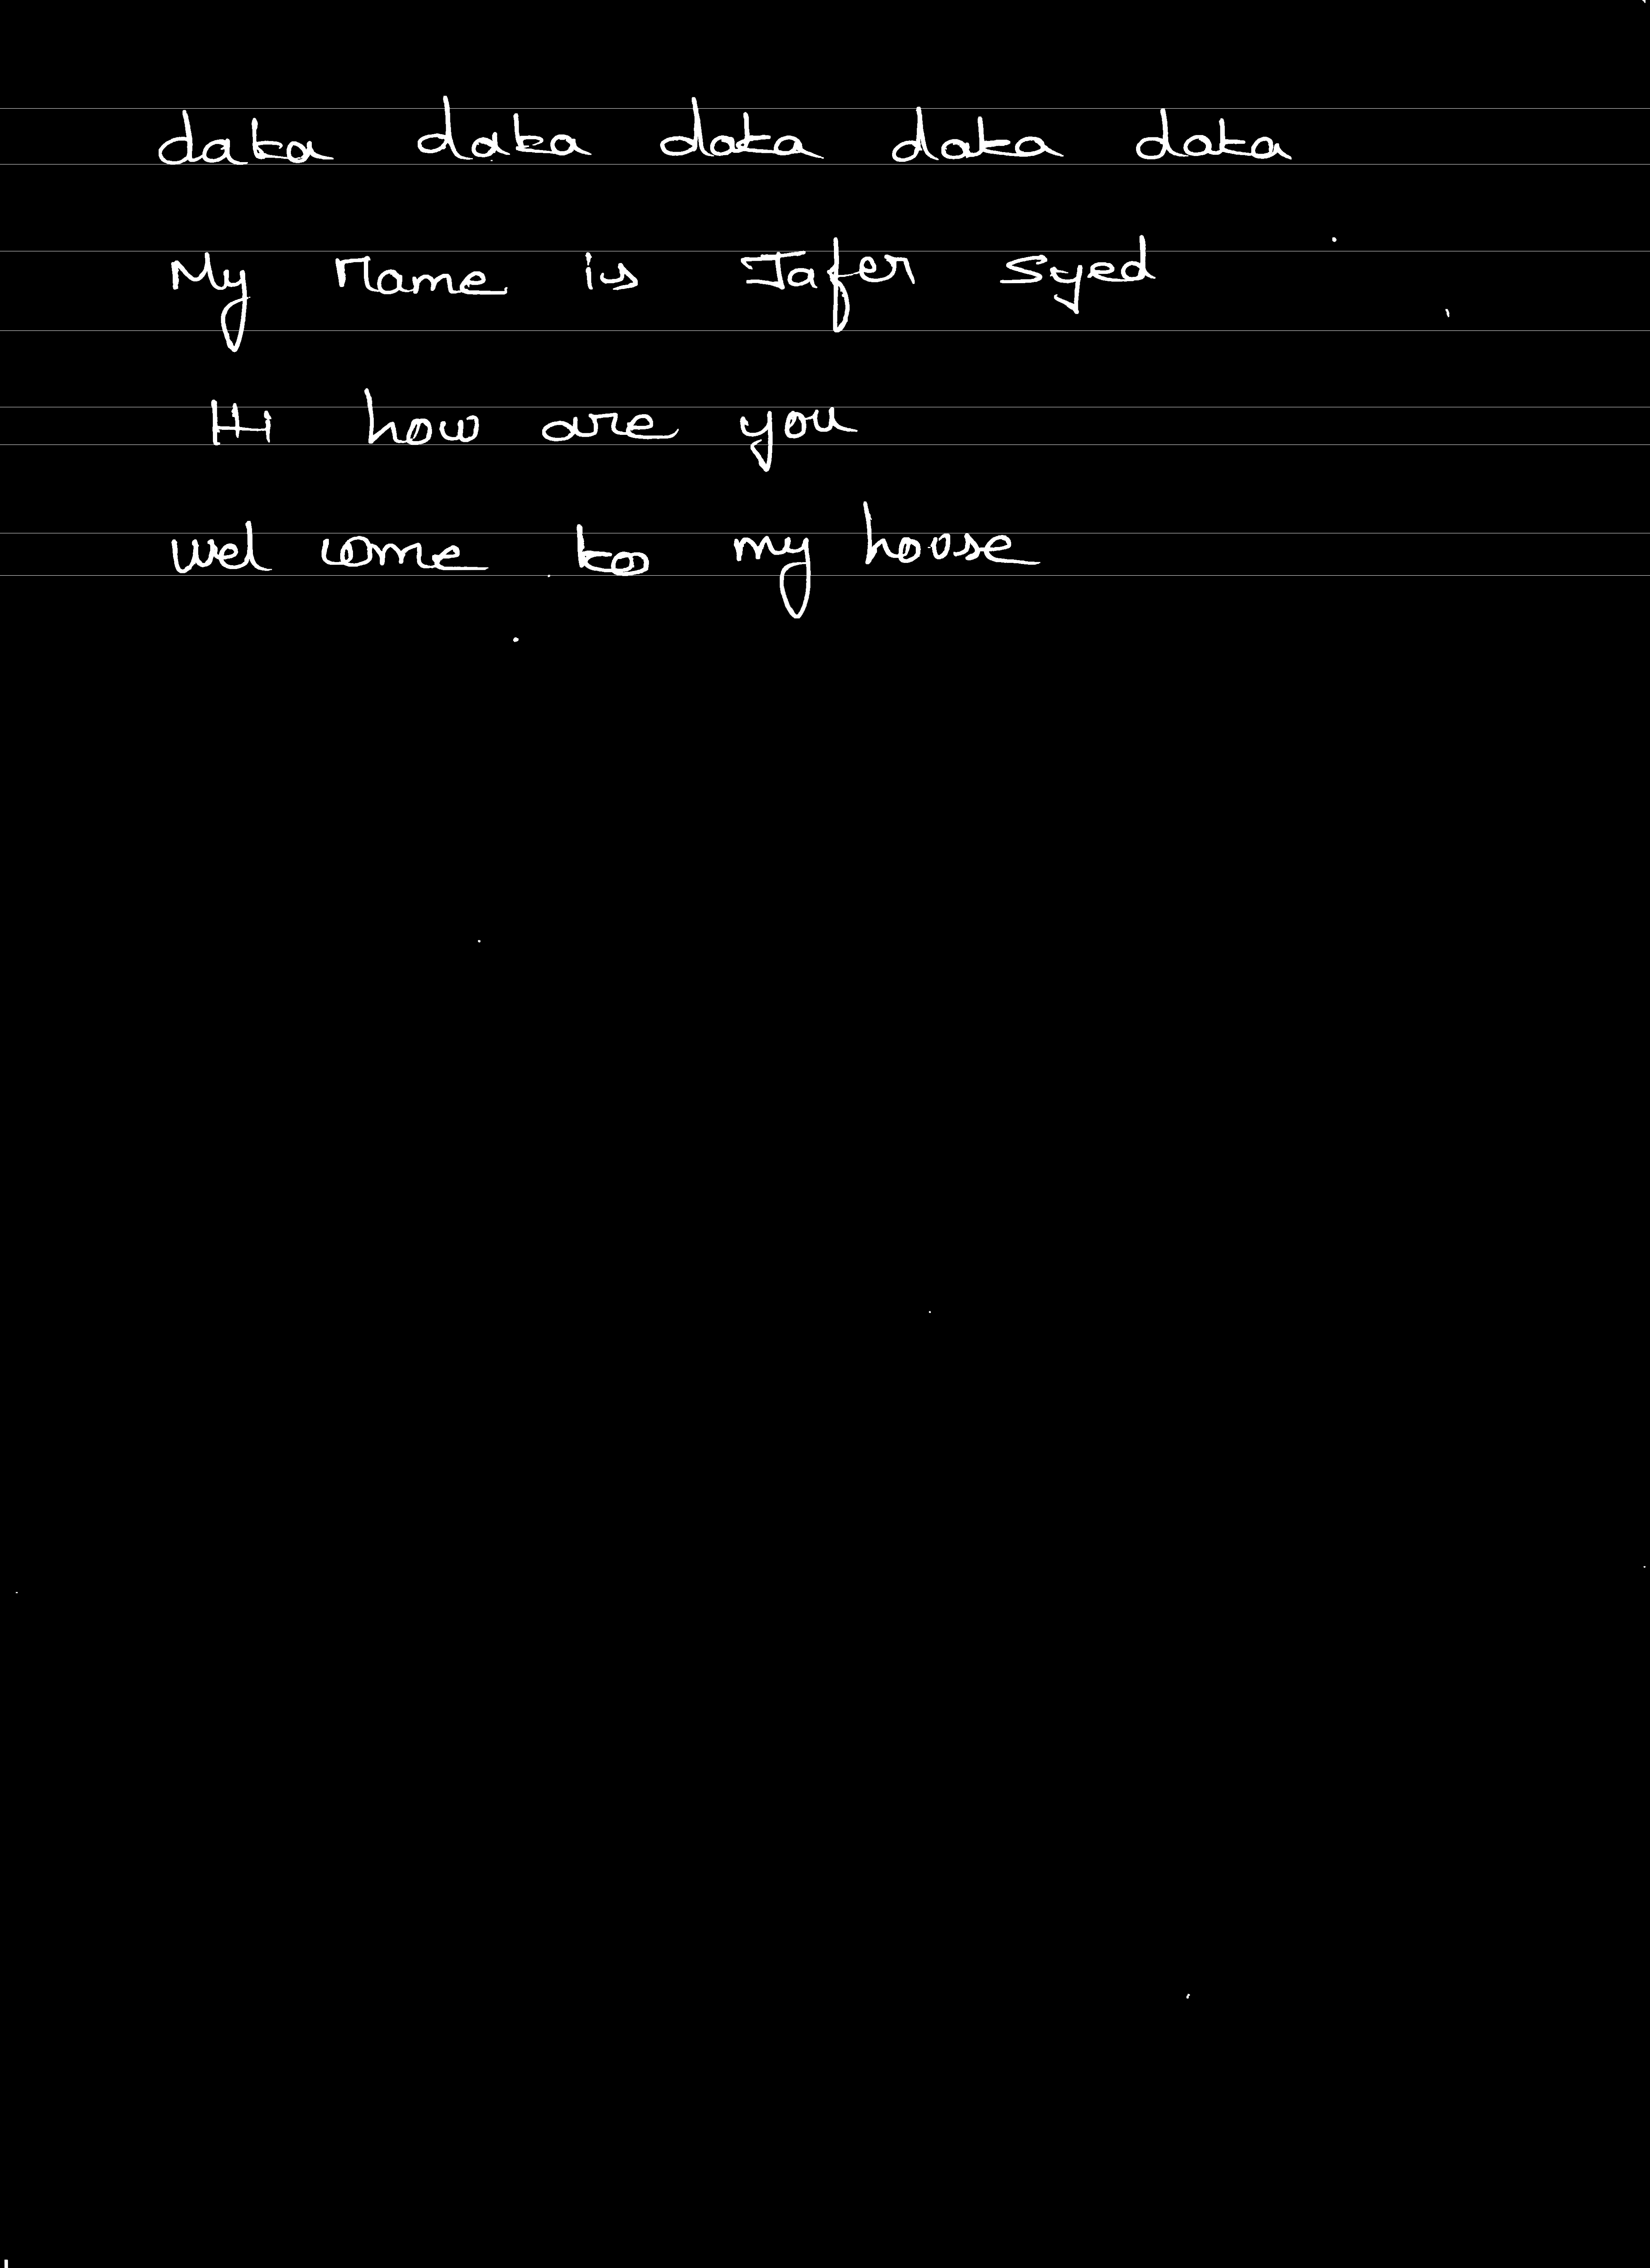 data data data data data
My name is Jafer Syed
Hi how are you
wel come to my house